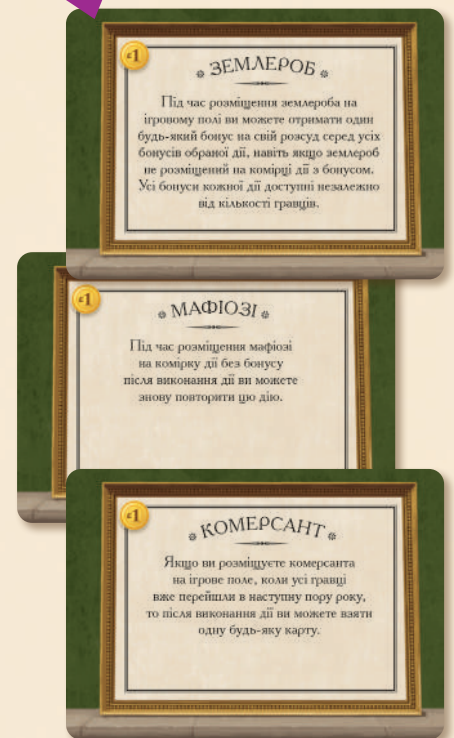 1
ЗЕМЛЕРОБ
Під час розміщення землероба на
ігровому полі ви можете отримати один
будь-який бонус на свій розсуд серед усіх
бонусів обраної дії, навіть якщо землероб
не розміщений на комірці дії з бонусом.
Усі бонуси кожної дії доступні незалежно
від кількості гравців.
1
МАФІОЗІ
Під час розміщення мафіозі
на комірку дії без бонусу
після виконання дії ви можете
знову повторити цю дію.
1
КОМЕРСАНТ
Якщо ви розміщуєте комерсанта
на ігрове поле, коли усі гравці
вже перейшли в наступну пору року,
то після виконання дії ви можете взяти
одну будь-яку карту.